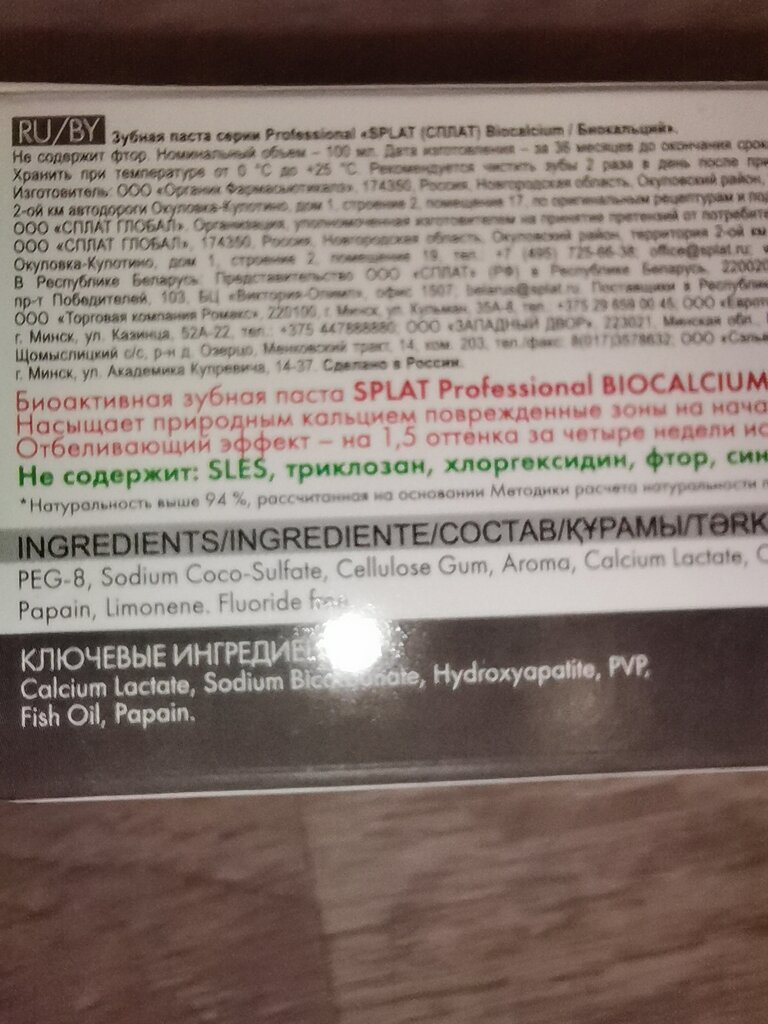 RU/BY Зубная паста серии Professional «SPLAT (СПЛАТ) Biocalcium / Биокальций».
Не содержит фтор. Номинальный объем – 100 мл. Дата изготовления – за 36 месяцев до окончания срок
Хранить при температуре от 0 °C до +25 °C. Рекомендуется чистить зубы 2 раза в день после при
Изготовитель: ООО «Органик Фармасьютикалз», 174350, Россия, Новгородская область, Окуловский район,
2-ой км автодороги Окуловка-Кулотино, дом 1, строение 2, помещение 17, по оригинальным рецептурам и по
ООО «СПЛАТ ГЛОБАЛ». Организация, уполномоченная изготовителем на принятие претензий от потребите
ООО «СПЛАТ ГЛОБАЛ», 174350, Россия, Новгородская область, Окуловский район, территория 2-ой км
Окуловка-Кулотино, дом 1, строение 2, помещение 19, тел.: +7 (495) 725-66-38; office@splat.ru;
В Республике Беларусь: Представительство ООО «СПЛАТ» (РФ) в Республике Беларусь, 220020
пр-т Победителей, 103, БЦ «Виктория-Олимп», офис 1507, belarus@splat.ru. Поставщики в Республик
ООО «Торговая компания Ромакс», 220100, г. Минск, ул. Кульман, 35А-8, тел.: +375 29 659 00 45; ООО
г. Минск, ул. Казинца, 52А-22, тел.: +375 447888880; ООО «ЗАПАДНЫЙ ДВОР», 223021, Минская обл.,
Щомыслицкий с/с, р-н д. Озерцо, Менковский тракт, 14, ком. 203, тел./факс: 8(017)3578632; ООО
г. Минск, ул. Академика Купревича, 14-37. Сделано в России.
Биоактивная зубная паста SPLAT Professional BIOCALCIUM
Насыщает природным кальцием поврежденные зоны на нача
Отбеливающий эффект – на 1,5 оттенка за четыре недели ис
Не содержит: SLES, триклозан, хлоргексидин, фтор, син
*Натуральность выше 94 %, рассчитанная на основании Методики расчета натуральности
INGREDIENTS/INGREDIENTE/СОСТАВ/ҚҰРАМЫ/TƏRK
PEG-8, Sodium Coco-Sulfate, Cellulose Gum, Aroma, Calcium Lactate, C
Papain, Limonene. Fluoride free.
КЛЮЧЕВЫЕ ИНГРЕДИЕ
Calcium Lactate, Sodium Bicarbonate, Hydroxyapatite, PVP,
Fish Oil, Papain.